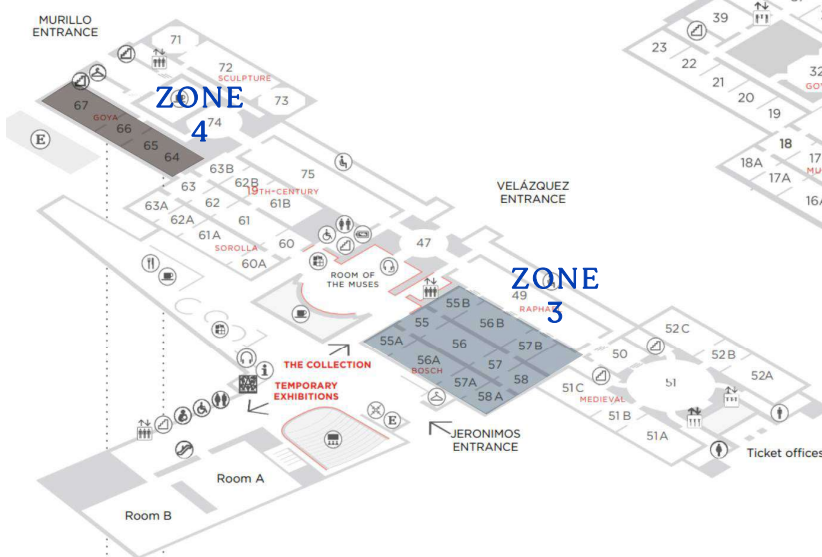 MURILLO
ENTRANCE
71
72
SCULPTURE
73
74
ZONE
4
67
GOYA
66
65
64
E
63B
62B
75
19TH-CENTURY
63
62
61B
63A
62A
61
61A
SOROLLA
60
60A
ROOM OF
THE MUSES
47
VELÁZQUEZ
ENTRANCE
39
23
22
21
20
19
32
18
18A
17A
ZONE
3
49
55B
55
56B
55A
56
57B
56A
BOSCH
57
57A
58
58A
50
52C
52B
52A
51
51C
MEDIEVAL
51B
51A
THE COLLECTION
i
TEMPORARY
EXHIBITIONS
E
JERONIMOS
ENTRANCE
Ticket offices
Room A
Room B